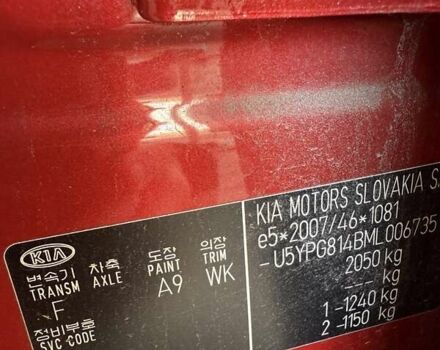 KIA
변속기 차축 도장 의장
TRANSM AXLE PAINT TRIM
F A9 WK
정비부호
SVC CODE
KIA MOTORS SLOVAKIA S.
e5*2007/46*1081
-U5YPG814BML006735
2050 kg
--- kg
1 -1240 kg
2 -1150 kg